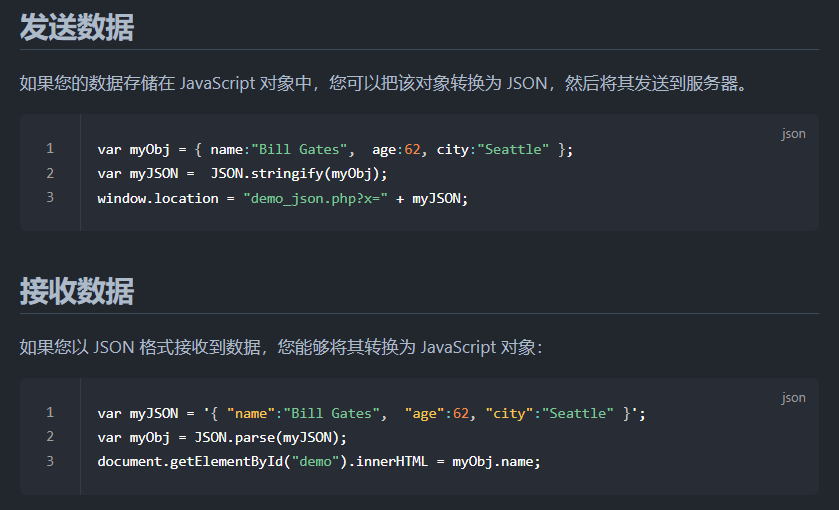 发送数据
如果您的数据存储在 JavaScript 对象中，您可以把该对象转换为 JSON，然后将其发送到服务器。
json
1 var myObj = { name:"Bill Gates",  age:62, city:"Seattle" };
2 var myJSON =  JSON.stringify(myObj);
3 window.location = "demo_json.php?x=" + myJSON;
接收数据
如果您以 JSON 格式接收到数据，您能够将其转换为 JavaScript 对象：
json
1 var myJSON = '{ "name":"Bill Gates",  "age":62, "city":"Seattle" }';
2 var myObj = JSON.parse(myJSON);
3 document.getElementById("demo").innerHTML = myObj.name;